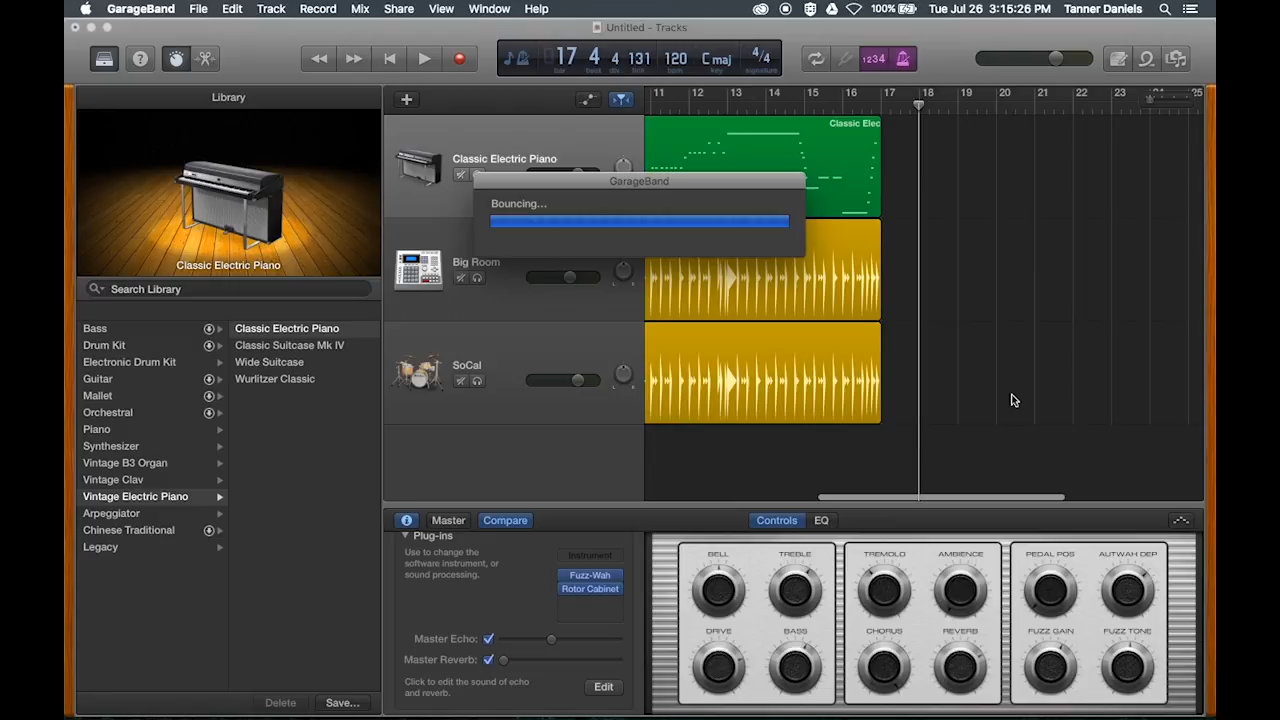 GarageBand File Edit Track Record Mix Share View Window Help 100% Tue Jul 26 3:15:26 PM Tanner Daniels
Untitled - Tracks
17 4 4 131 120 C maj 4/4
bar beat div tick bpm key signature
1234
Library
11 12 13 14 15 16 17 18 19 20 21 22 23 25
Classic Electric Piano
Classic Electric Piano
Classic Elec
GarageBand
Bouncing...
Big Room
L R
SoCal
L R
Search Library
Bass
Drum Kit
Electronic Drum Kit
Guitar
Mallet
Orchestral
Piano
Synthesizer
Vintage B3 Organ
Vintage Clav
Vintage Electric Piano
Arpeggiator
Chinese Traditional
Legacy
Classic Electric Piano
Classic Suitcase Mk IV
Wide Suitcase
Wurlitzer Classic
Delete Save...
Master Compare Controls EQ
Plug-ins
Use to change the
software instrument, or
sound processing.
Instrument
Fuzz-Wah
Rotor Cabinet
Master Echo:
Master Reverb:
Click to edit the sound of echo
and reverb.
Edit
BELL TREBLE TREMOLO AMBIENCE PEDAL POS AUTWAH DEP
DRIVE BASS CHORUS REVERB FUZZ GAIN FUZZ TONE